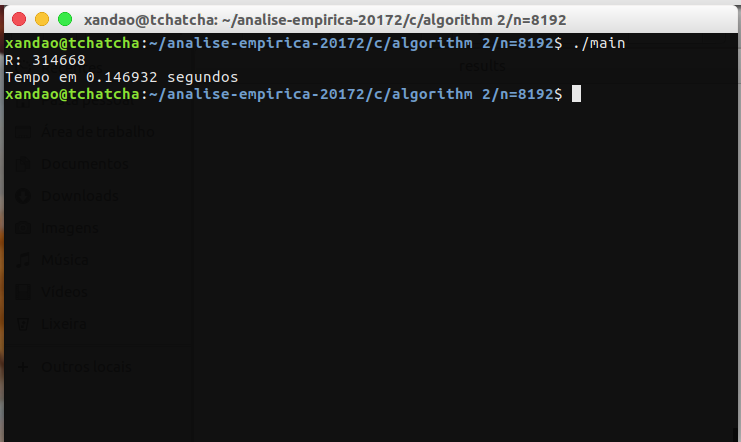 xandao@tchatcha: ~/analise-empirica-20172/c/algorithm 2/n=8192
xandao@tchatcha:~/analise-empirica-20172/c/algorithm 2/n=8192$ ./main
R: 314668
results
Tempo em 0.146932 segundos
xandao@tchatcha:~/analise-empirica-20172/c/algorithm 2/n=8192$
Área de trabalho
Documentos
Downloads
Imagens
Música
Vídeos
Lixeira
Outros locais